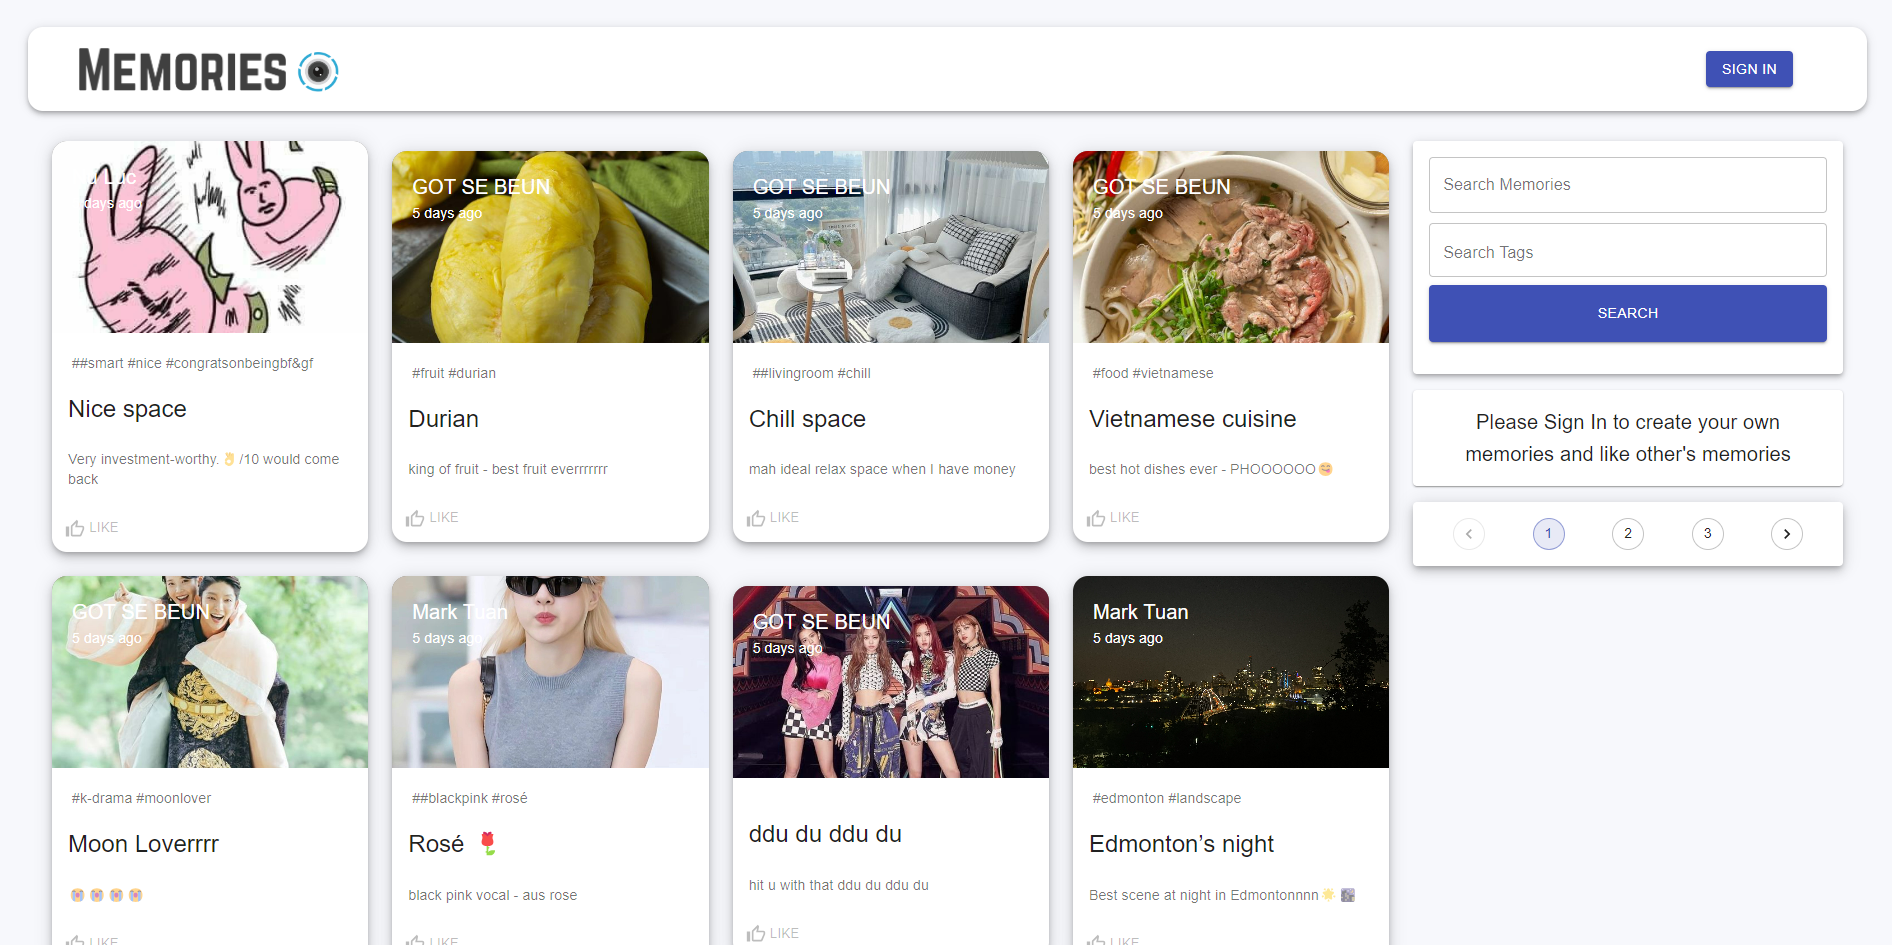 MEMORIES
SIGN IN
Luc
days ago
##smart #nice #congratsonbeingbf&gf
Nice space
Very investment-worthy. 👌/10 would come
back
LIKE
GOT SE BEUN
5 days ago
#fruit #durian
Durian
king of fruit - best fruit everrrrrrr
LIKE
GOT SE BEUN
5 days ago
##livingroom #chill
Chill space
mah ideal relax space when I have money
LIKE
GOT SE BEUN
5 days ago
#food #vietnamese
Vietnamese cuisine
best hot dishes ever - PHOOOOOO😋
LIKE
Search Memories
Search Tags
SEARCH
Please Sign In to create your own
memories and like other's memories
1 2 3
GOT SE BEUN
5 days ago
#k-drama #moonlover
Moon Loverrrr
😭 😭 😭 😭
LIKE
Mark Tuan
5 days ago
##blackpink #rosé
Rosé 🌹
black pink vocal - aus rose
LIKE
GOT SE BEUN
5 days ago
ddu du ddu du
hit u with that ddu du ddu du
LIKE
Mark Tuan
5 days ago
#edmonton #landscape
Edmonton’s night
Best scene at night in Edmontonnnn🌟 🎆
LIKE